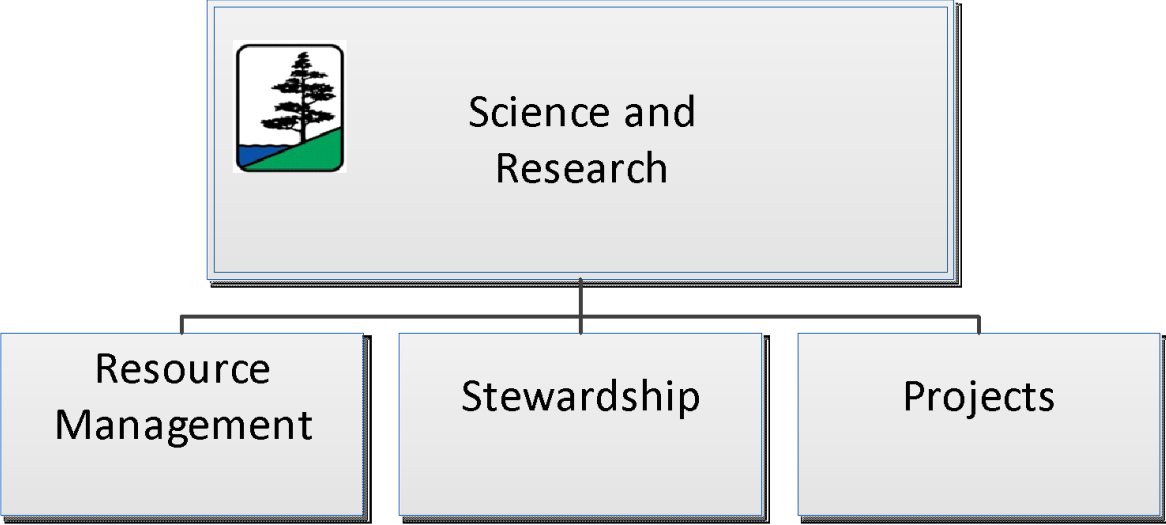 Science and
Research
Resource
Management
Stewardship
Projects